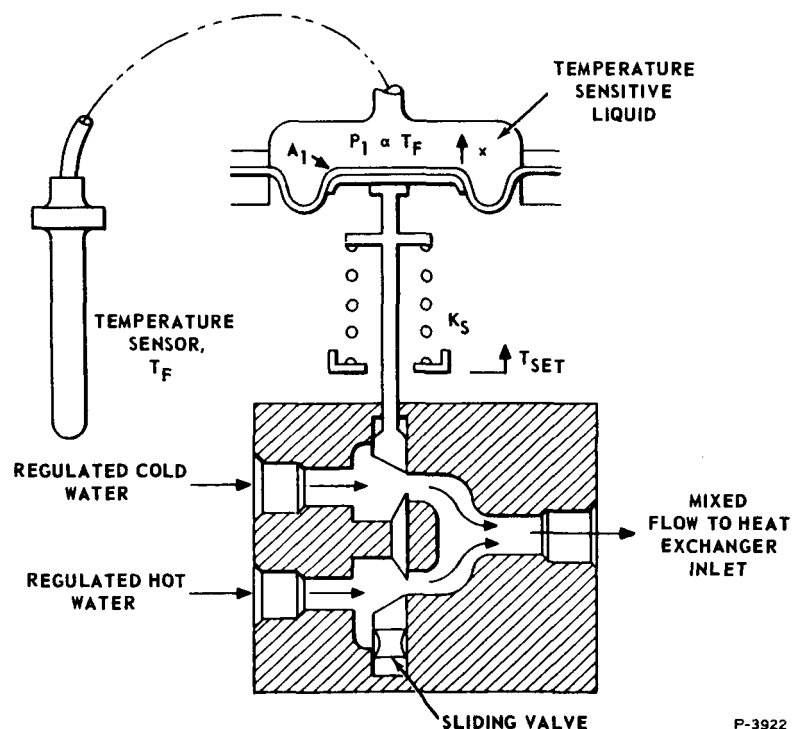 TEMPERATURE
SENSITIVE
LIQUID
A1
P1 α TF
x
TEMPERATURE
SENSOR,
TF
KS
TSET
REGULATED COLD
WATER
REGULATED HOT
WATER
MIXED
FLOW TO HEAT
EXCHANGER
INLET
SLIDING VALVE
P-3922